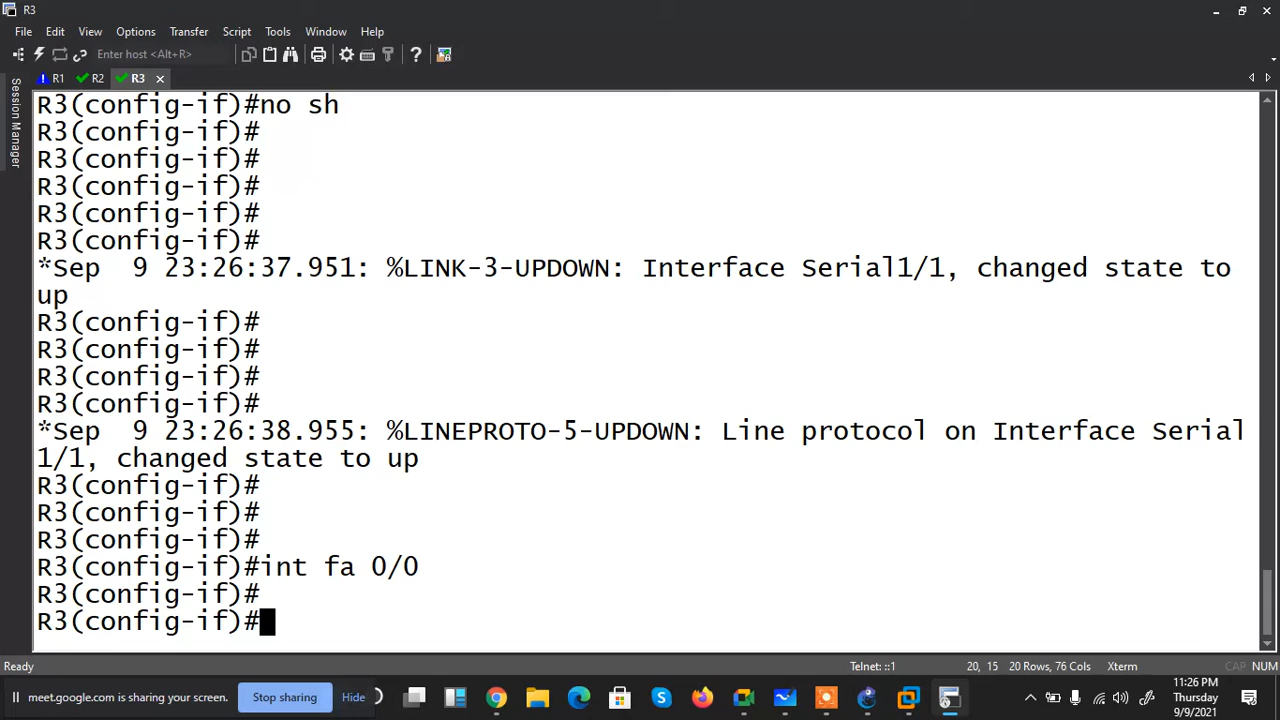 R3
File Edit View Options Transfer Script Tools Window Help
Enter host <Alt+R>
R1 R2 R3
Session Manager
R3(config-if)#no sh
R3(config-if)#
R3(config-if)#
R3(config-if)#
R3(config-if)#
R3(config-if)#
*Sep  9 23:26:37.951: %LINK-3-UPDOWN: Interface Serial1/1, changed state to
up
R3(config-if)#
R3(config-if)#
R3(config-if)#
R3(config-if)#
*Sep  9 23:26:38.955: %LINEPROTO-5-UPDOWN: Line protocol on Interface Serial
1/1, changed state to up
R3(config-if)#
R3(config-if)#
R3(config-if)#
R3(config-if)#int fa 0/0
R3(config-if)#
R3(config-if)#
Ready Telnet: ::1 20, 15 20 Rows, 76 Cols Xterm CAP NUM
meet.google.com is sharing your screen. Stop sharing Hide
11:26 PM
Thursday
9/9/2021